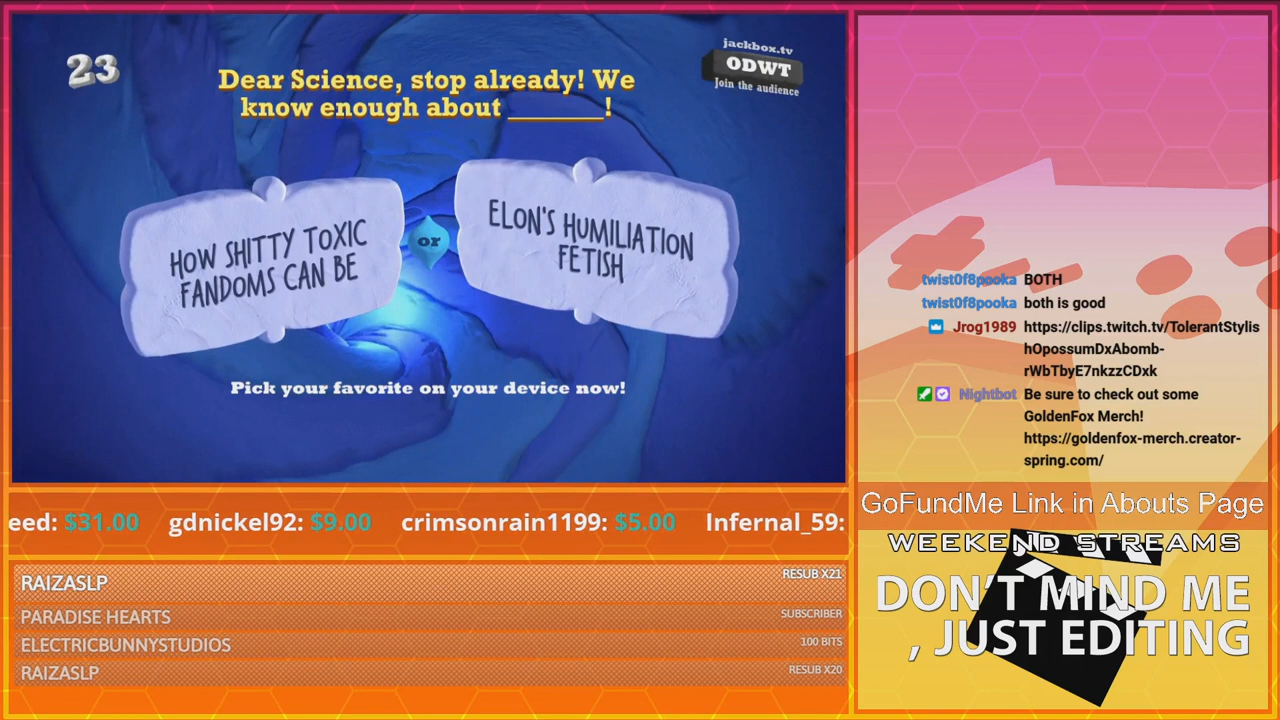 23
Dear Science, stop already! We
know enough about _______!
jackbox.tv
ODWT
Join the audience
HOW SHITTY TOXIC
FANDOMS CAN BE
or
ELON'S HUMILIATION
FETISH
Pick your favorite on your device now!
twist0f8pooka BOTH
twist0f8pooka both is good
Jrog1989 https://clips.twitch.tv/TolerantStylis
hOpossumDxAbomb-
rWbTbyE7nkzzCDxk
Nightbot Be sure to check out some
GoldenFox Merch!
https://goldenfox-merch.creator-
spring.com/
eed: $31.00 gdnickel92: $9.00 crimsonrain1199: $5.00 Infernal_59:
RAIZASLP RESUB X21
PARADISE HEARTS SUBSCRIBER
ELECTRICBUNNYSTUDIOS 100 BITS
RAIZASLP RESUB X20
GoFundMe Link in Abouts Page
WEEKEND STREAMS
DON'T MIND ME
, JUST EDITING